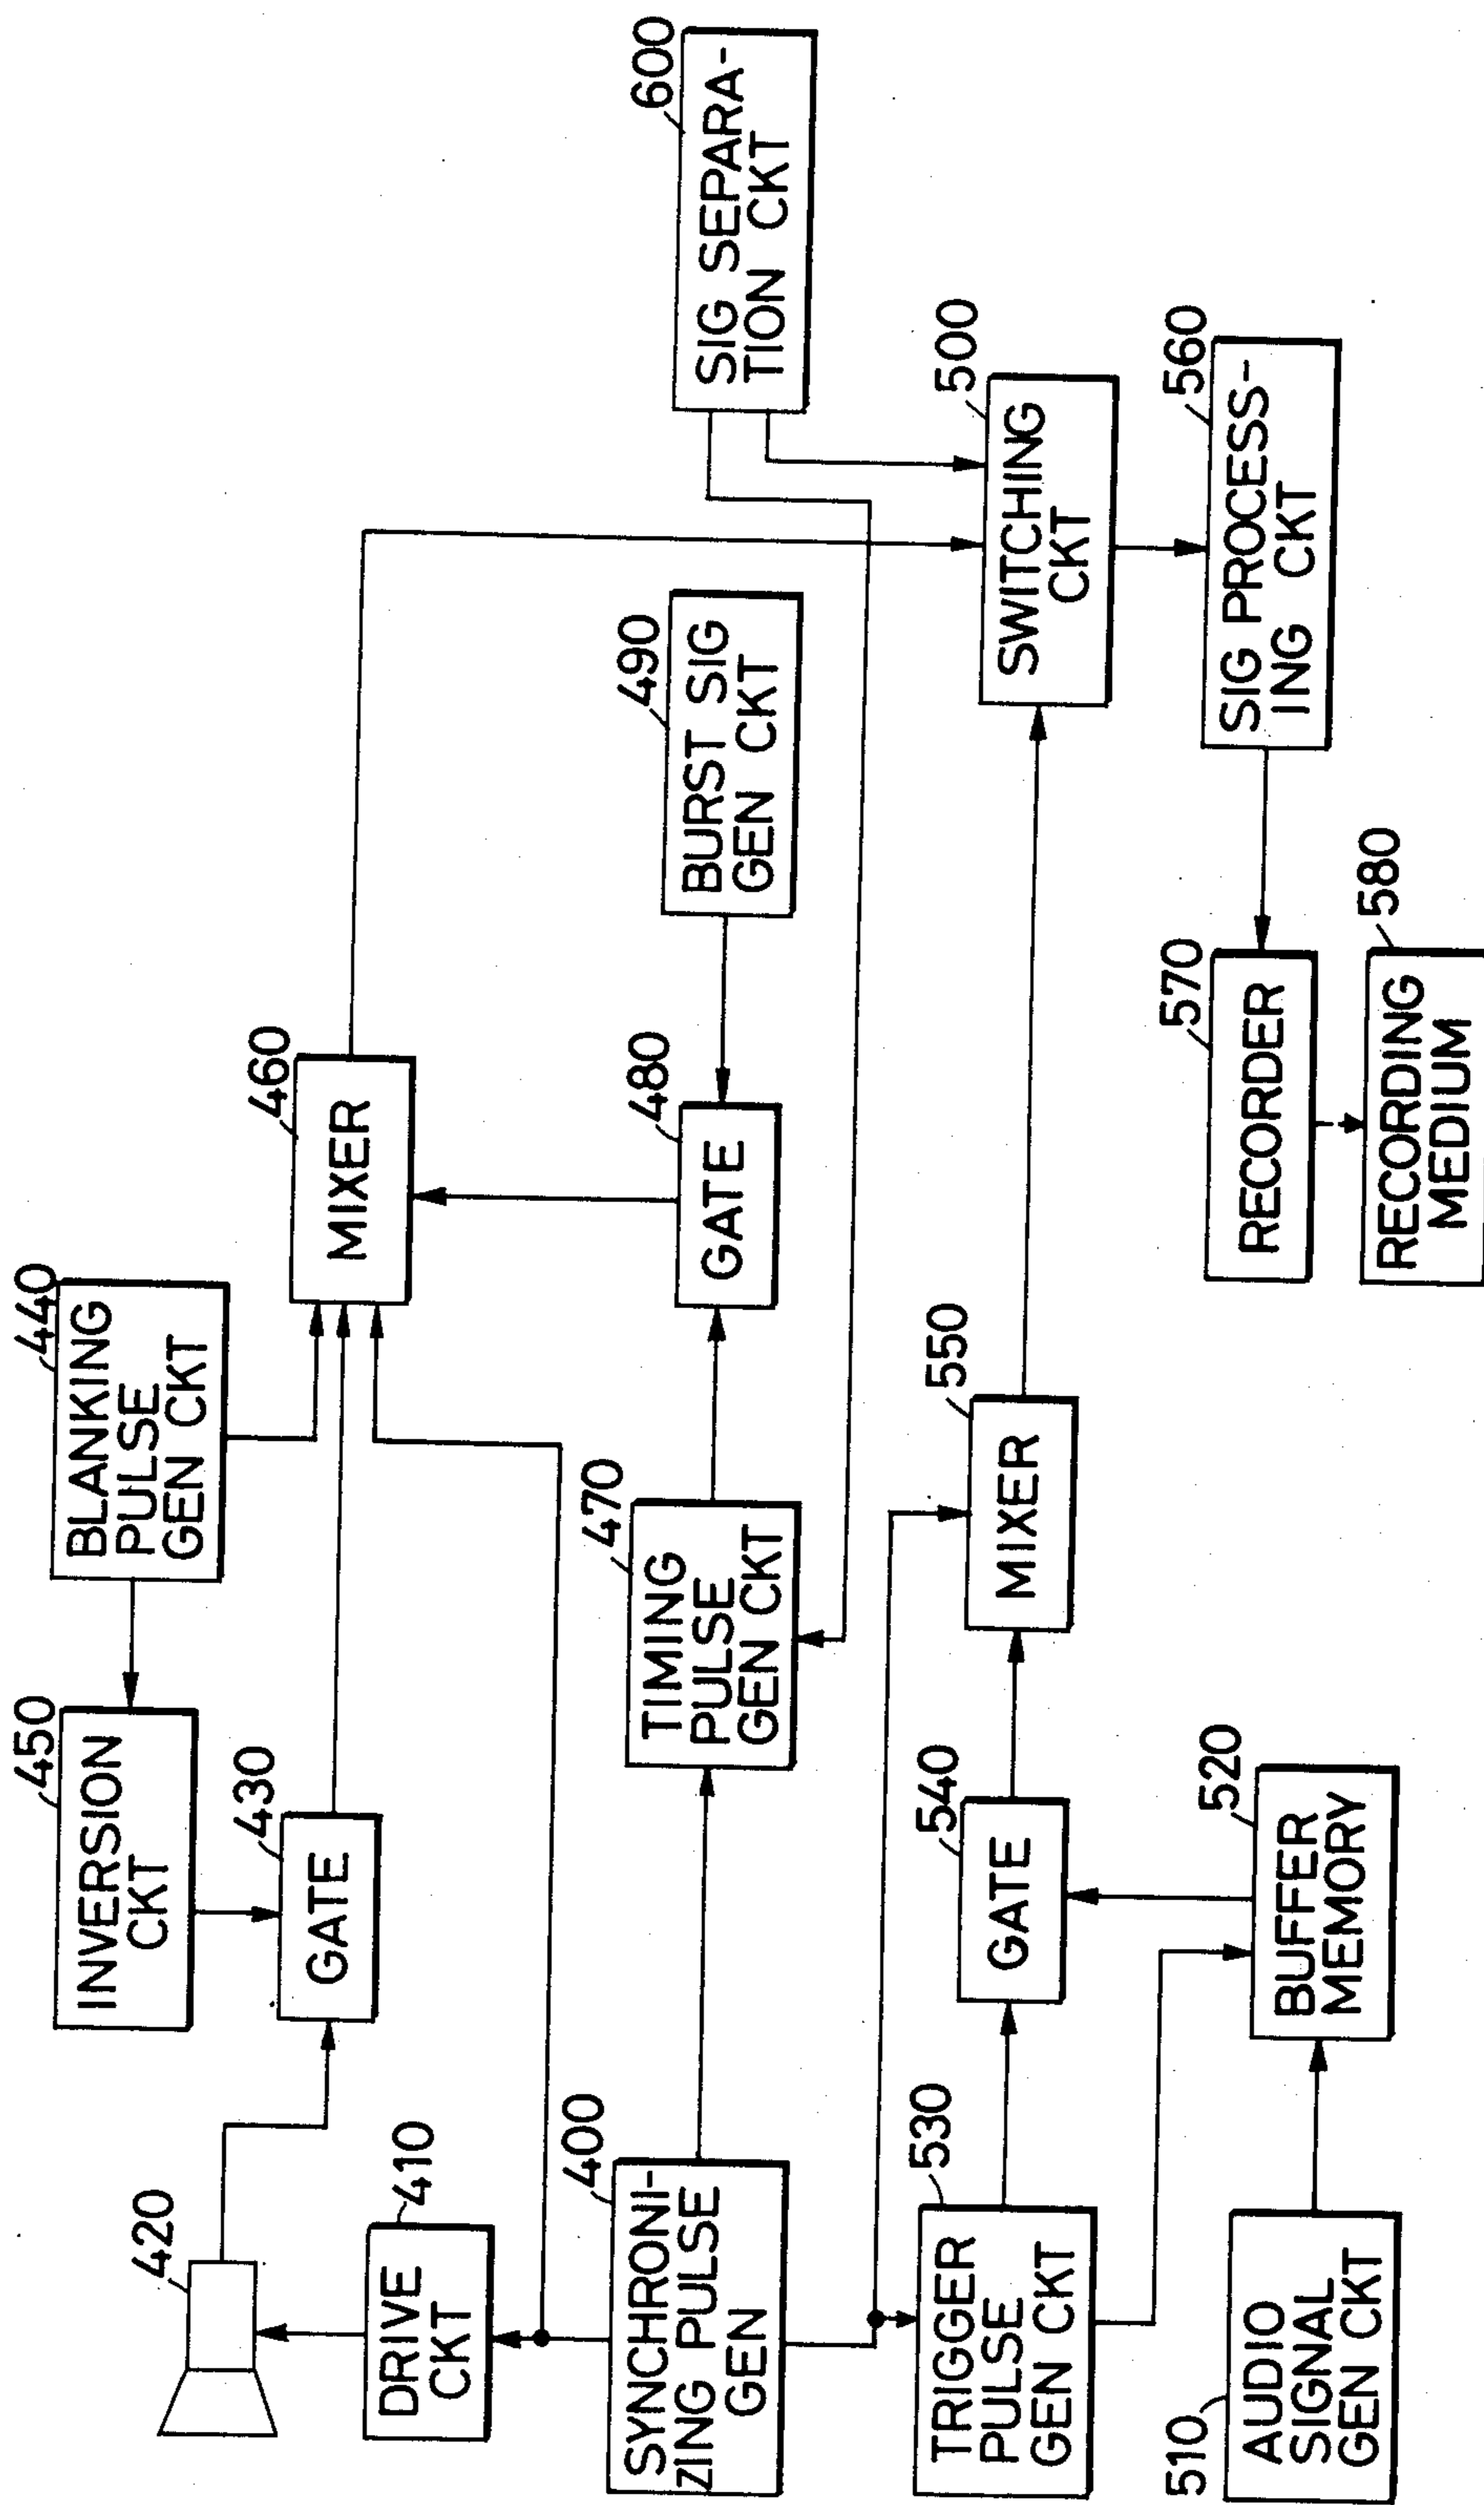 420
410
DRIVE
CKT
400
SYNCHRONI-
ZING PULSE
GEN
530
TRIGGER
PULSE
GEN CKT
510
AUDIO
SIGNAL
GEN CKT
450
INVERSION
CKT
430
GATE
440
BLANKING
PULSE
GEN CKT
460
MIXER
470
TIMING
PULSE
GEN CKT
480
GATE
490
BURST SIG
GEN CKT
600
SIG SEPARA-
TION CKT
540
GATE
520
BUFFER
MEMORY
550
MIXER
500
SWITCHING
CKT
560
SIG PROCESS-
ING CKT
570
RECORDER
580
RECORDING
MEDIUM